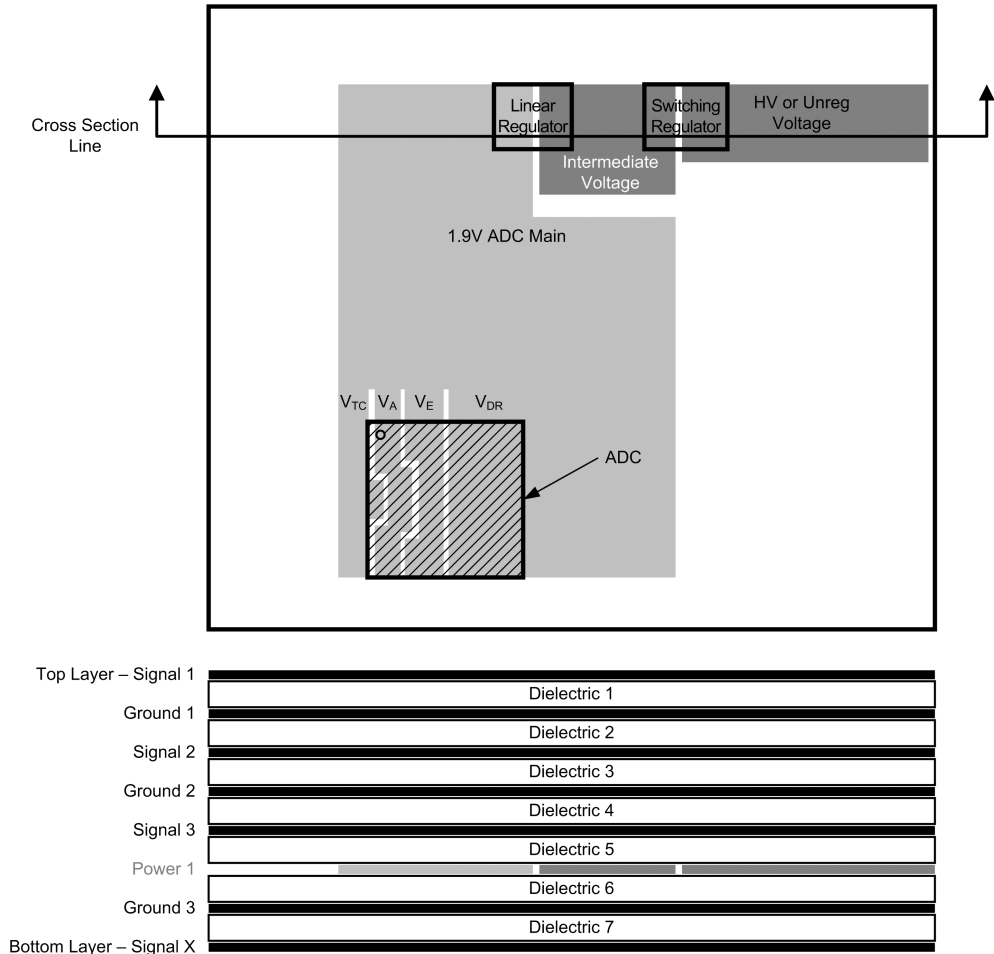 Linear
Regulator
Switching
Regulator
HV or Unreg
Voltage
Cross Section
Line
Intermediate
Voltage
1.9V ADC Main
VTC VA VE VDR
ADC
Top Layer – Signal 1
Dielectric 1
Ground 1
Dielectric 2
Signal 2
Dielectric 3
Ground 2
Dielectric 4
Signal 3
Dielectric 5
Power 1
Dielectric 6
Ground 3
Dielectric 7
Bottom Layer – Signal X